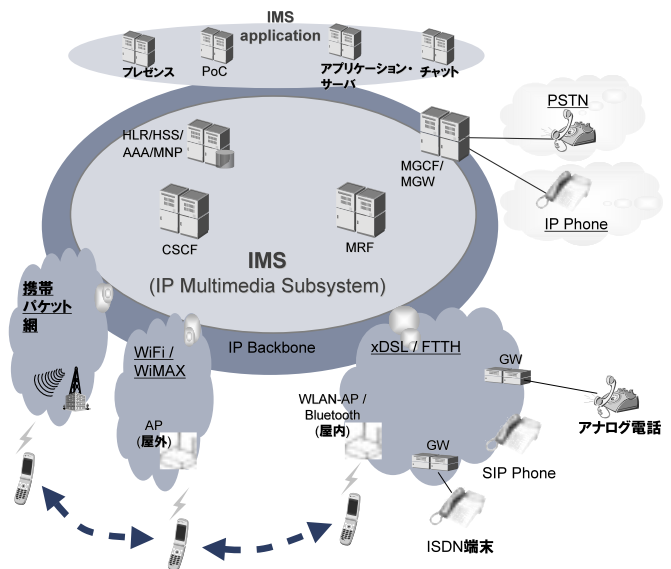 IMS
application
プレゼンス
PoC
アプリケーション・
サーバ
チャット
HLR/HSS/
AAA/MNP
MGCF/
MGW
PSTN
IP Phone
CSCF
MRF
IMS
(IP Multimedia Subsystem)
携帯
パケット
網
IP Backbone
WiFi /
WiMAX
xDSL / FTTH
GW
アナログ電話
AP
(屋外)
WLAN-AP /
Bluetooth
(屋内)
GW
SIP Phone
ISDN端末